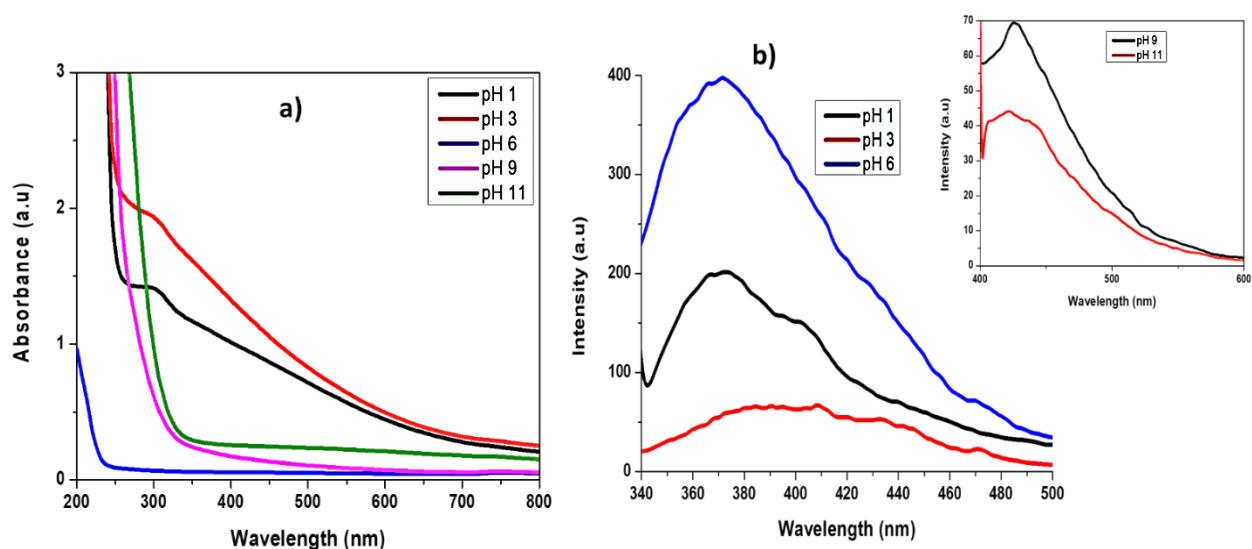 a)
3
2
1
0
Absorbance (a.u)
200 300 400 500 600 700 800
Wavelength (nm)
pH 1
pH 3
pH 6
pH 9
pH 11
b)
400
300
200
100
0
Intensity (a.u)
340 360 380 400 420 440 460 480 500
Wavelength (nm)
pH 1
pH 3
pH 6
70
60
50
40
30
20
10
0
Intensity (a.u)
400 500 600
Wavelength (nm)
pH 9
pH 11